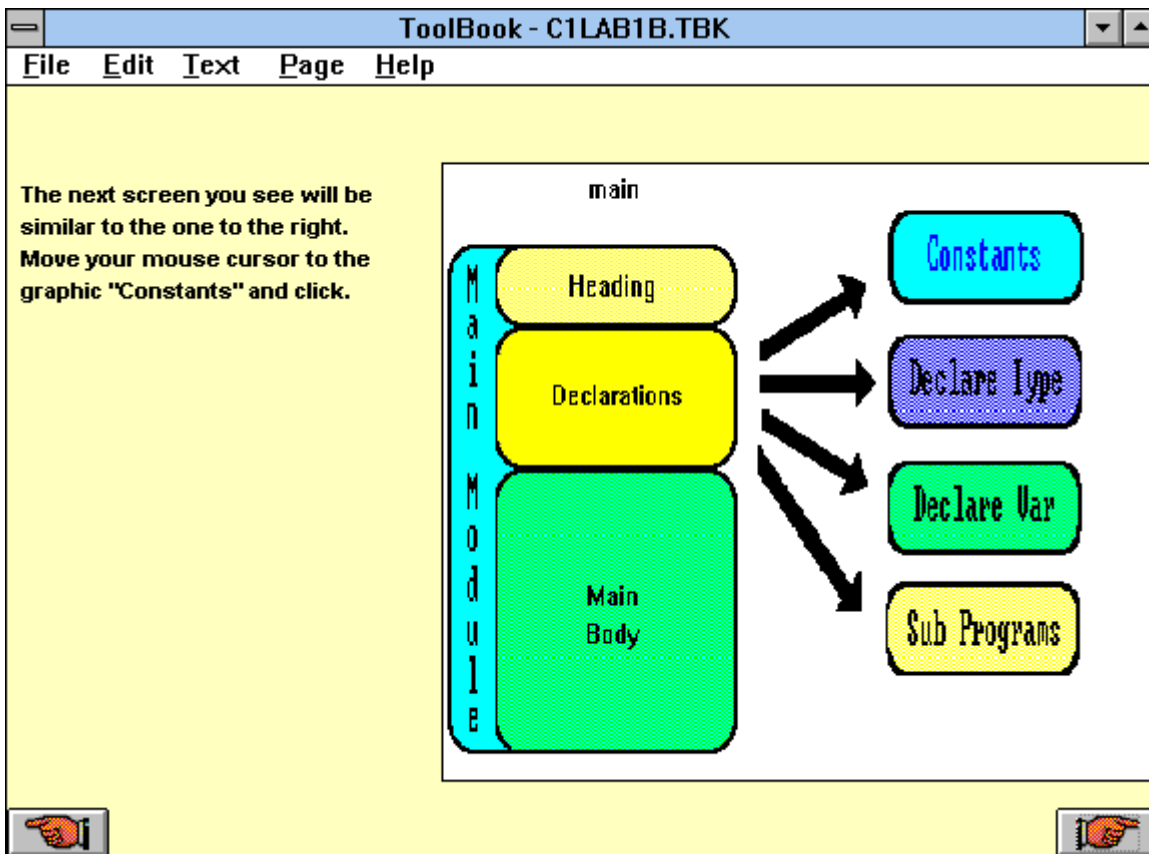 ToolBook - C1LAB1B.TBK
File Edit Text Page Help
The next screen you see will be
similar to the one to the right.
Move your mouse cursor to the
graphic "Constants" and click.
main
Main Module
Heading
Declarations
Main
Body
Constants
Declare Type
Declare Var
Sub Programs